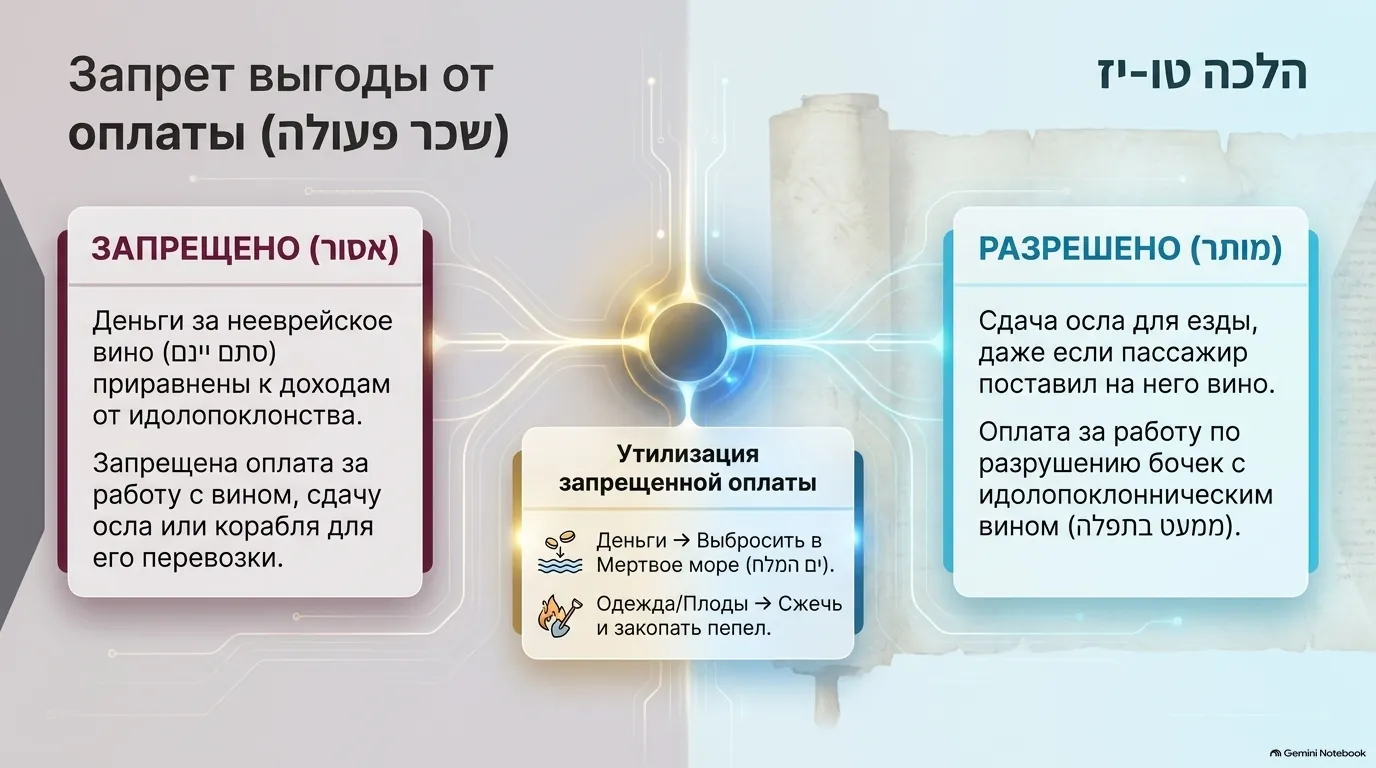 Запрет выгоды от
оплаты (שכר פעולה)
הלכה טו-יז
ЗАПРЕЩЕНО (אסור)
Деньги за нееврейское
вино (סתם יינם)
приравнены к доходам
от идолопоклонства.
Запрещена оплата за
работу с вином, сдачу
осла или корабля для
его перевозки.
Утилизация
запрещенной оплаты
Деньги → Выбросить в
Мертвое море (ים המלח).
Одежда/Плоды → Сжечь
и закопать пепел.
РАЗРЕШЕНО (מותר)
Сдача осла для езды,
даже если пассажир
поставил на него вино.
Оплата за работу по
разрушению бочек с
идолопоклонническим
вином (ממעט בתפלה).
Gemini Notebook